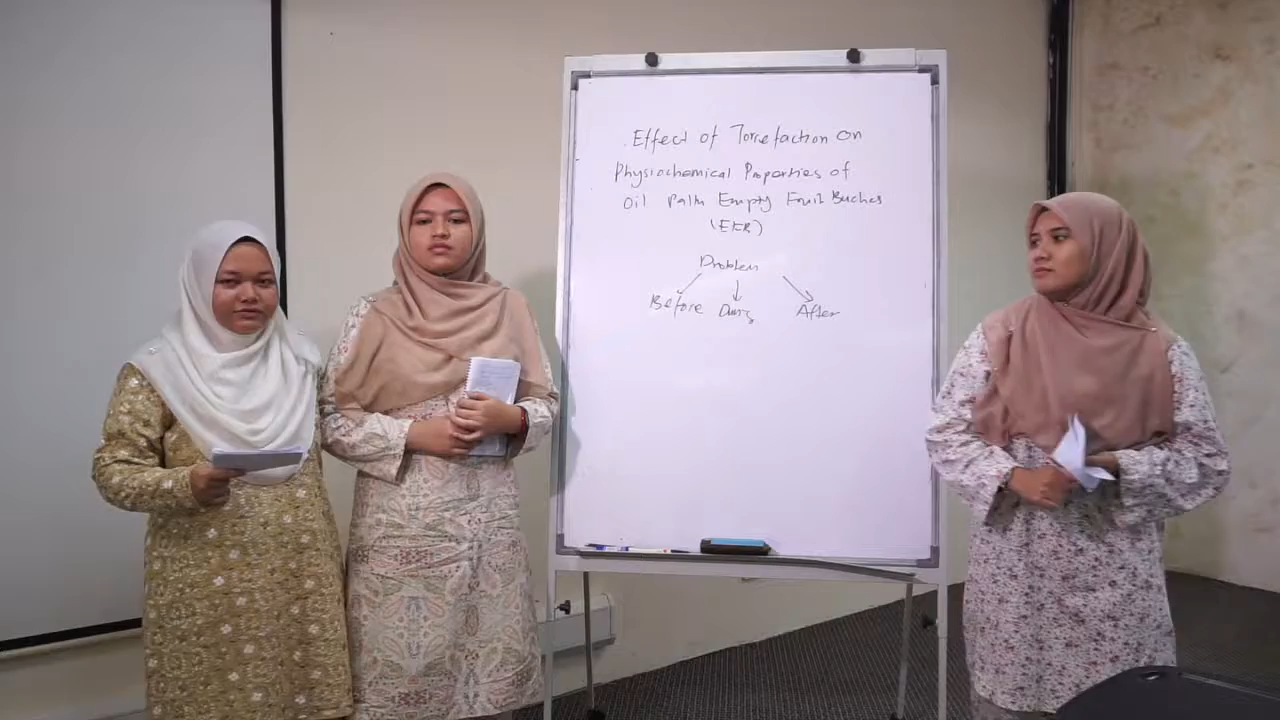 Effect of Torrefaction on
Physiochemical Properties of
Oil Palm Empty Fruit Buches
(EFB)
Problem
Before During After